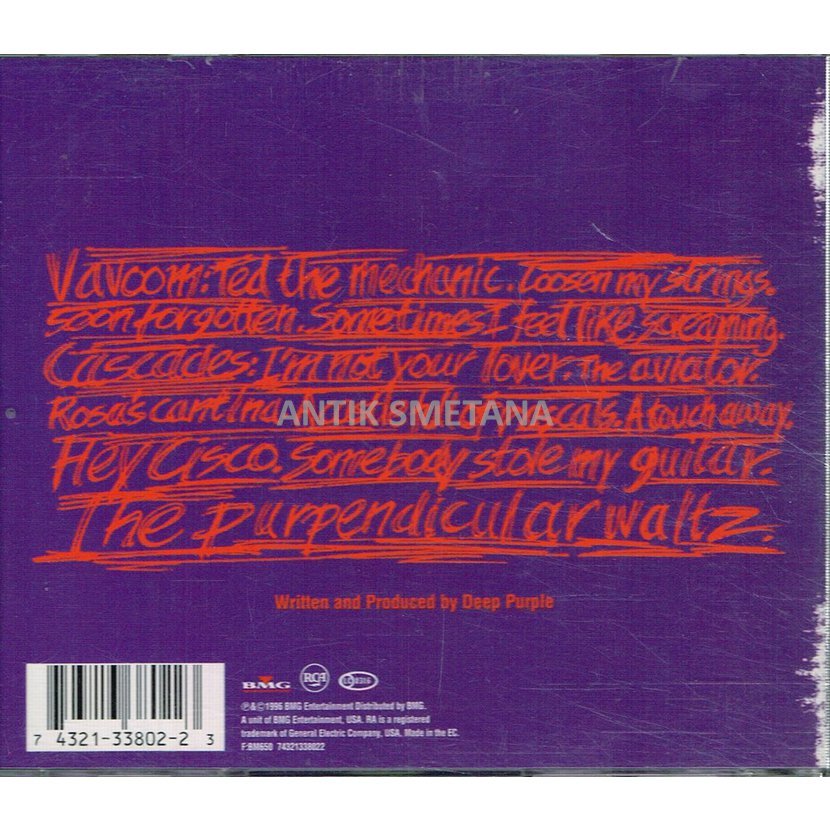 Vavoom: Ted the mechanic. Loosen my strings.
soon forgotten. Sometimes I feel like screaming.
Cascades: I'm not your lover. The aviator.
Rosa's cantina. A touch away.
ANTIK SMETANA
Hey Cisco. Somebody stole my guitar.
The purpendicular waltz.
Written and Produced by Deep Purple
BMG RCA LC 0316
℗&©1996 BMG Entertainment Distributed by BMG.
A unit of BMG Entertainment, USA. RA is a registered
trademark of General Electric Company, USA. Made in the EC.
F:BM650 74321338022
7 4321-33802-2 3